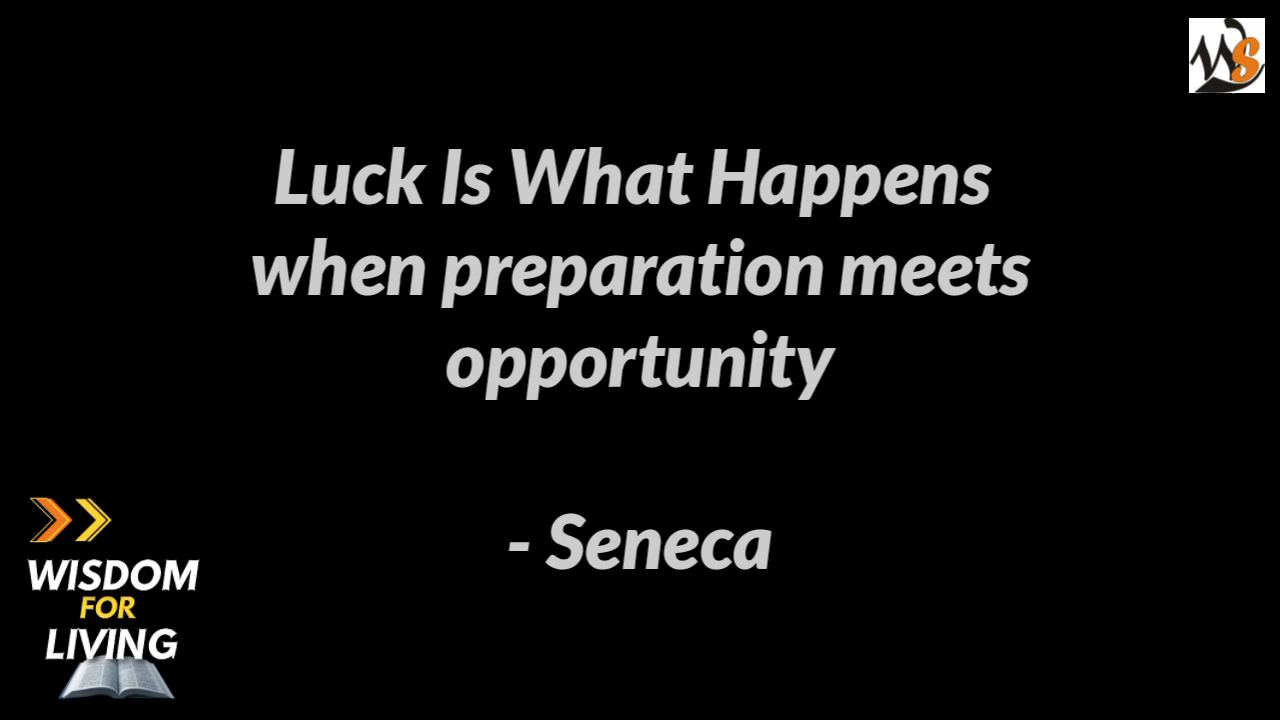 Luck Is What Happens
when preparation meets
opportunity
- Seneca
WISDOM
FOR
LIVING